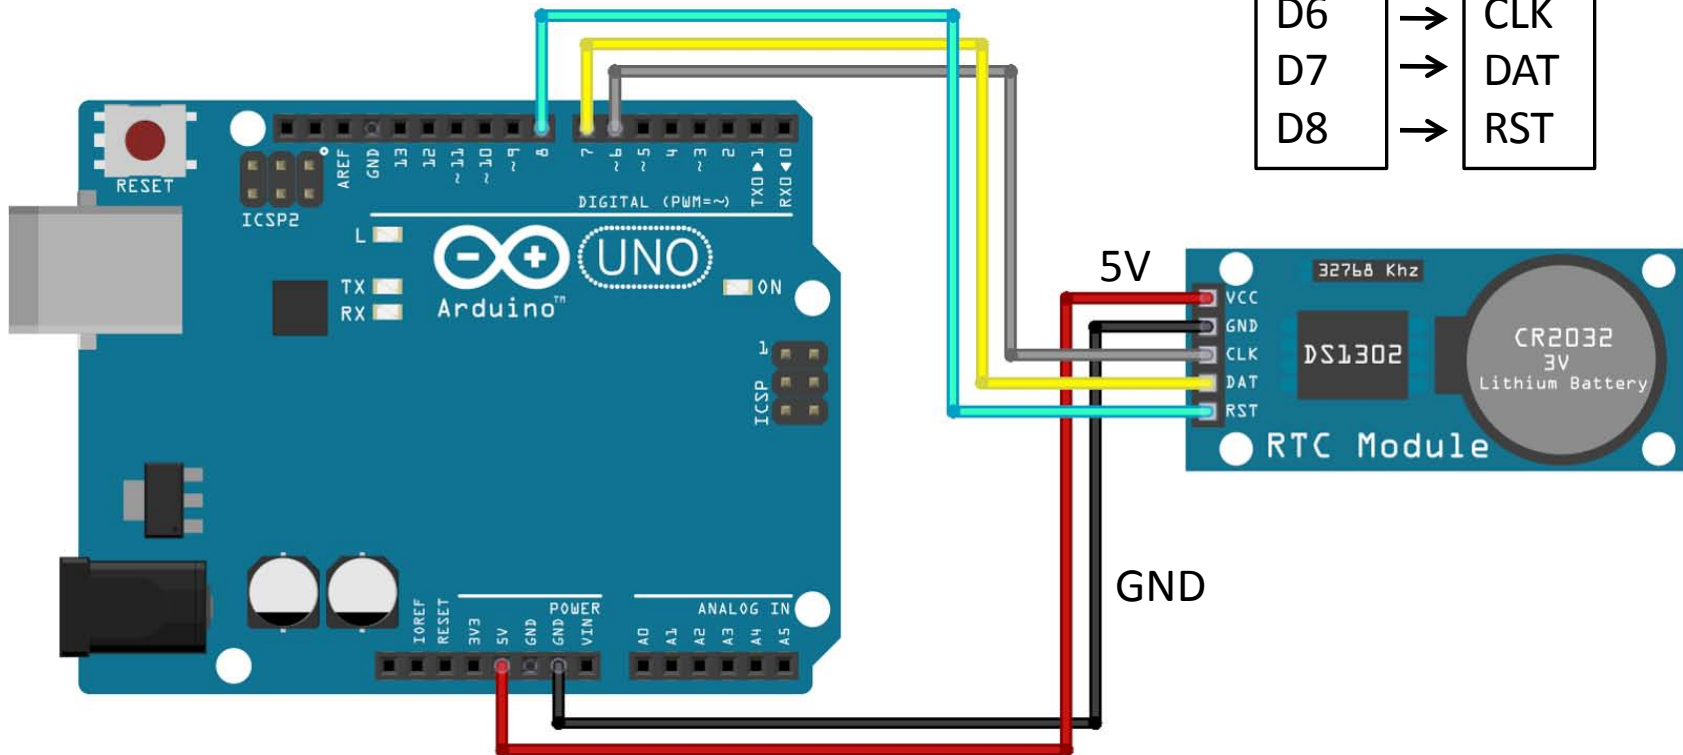 D6 → CLK
D7 → DAT
D8 → RST
RESET
ICSP2
AREF
GND
13
12
~11
~10
~9
8
7
~6
~5
4
~3
2
TX0▶1
RX0◀0
DIGITAL (PWM=~)
L
TX
RX
Arduino™
UNO
ON
1
ICSP
5V
32768 Khz
VCC
GND
CLK
DAT
RST
DS1302
CR2032
3V
Lithium Battery
RTC Module
GND
IOREF
RESET
3V3
5V
GND
GND
VIN
POWER
ANALOG IN
A0
A1
A2
A3
A4
A5